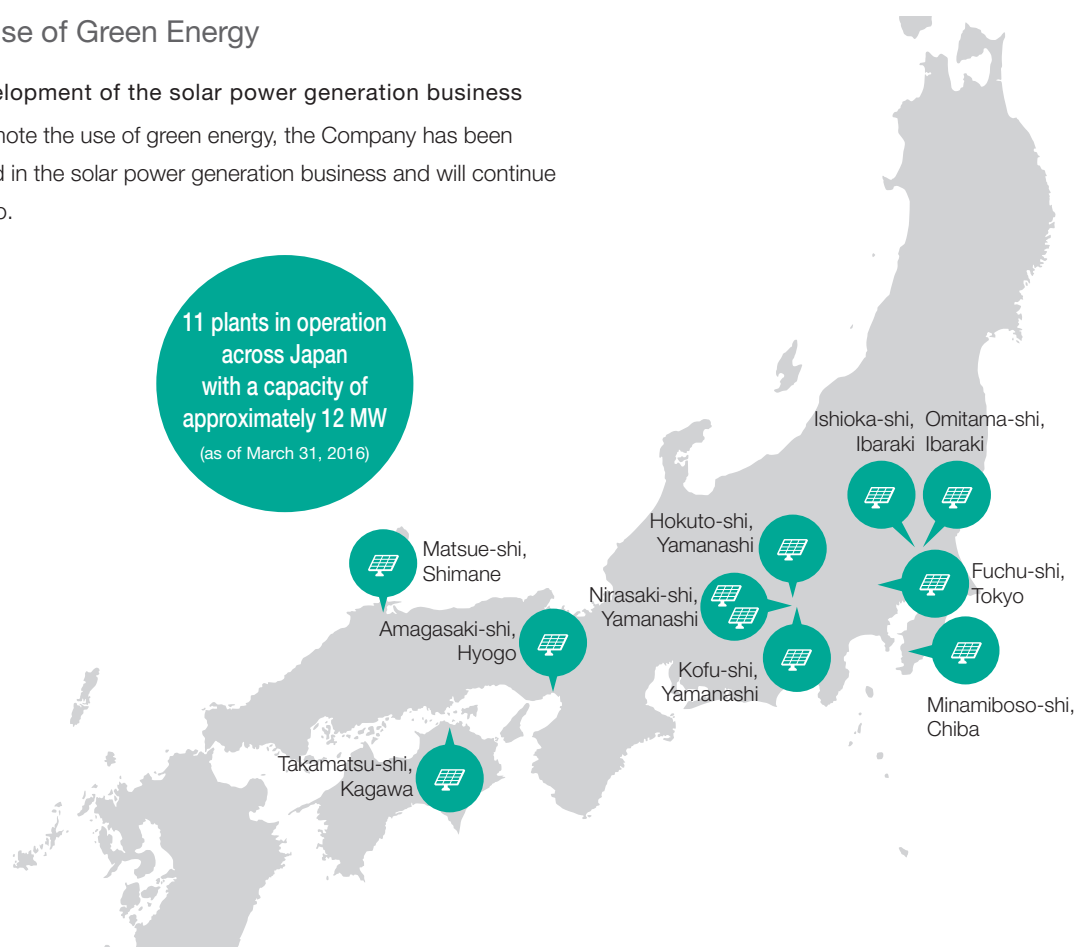 se of Green Energy
elopment of the solar power generation business
note the use of green energy, the Company has been
d in the solar power generation business and will continue
o.
11 plants in operation
across Japan
with a capacity of
approximately 12 MW
(as of March 31, 2016)
Ishioka-shi,
Ibaraki
Omitama-shi,
Ibaraki
Hokuto-shi,
Yamanashi
Matsue-shi,
Shimane
Fuchu-shi,
Tokyo
Nirasaki-shi,
Yamanashi
Amagasaki-shi,
Hyogo
Kofu-shi,
Yamanashi
Minamiboso-shi,
Chiba
Takamatsu-shi,
Kagawa